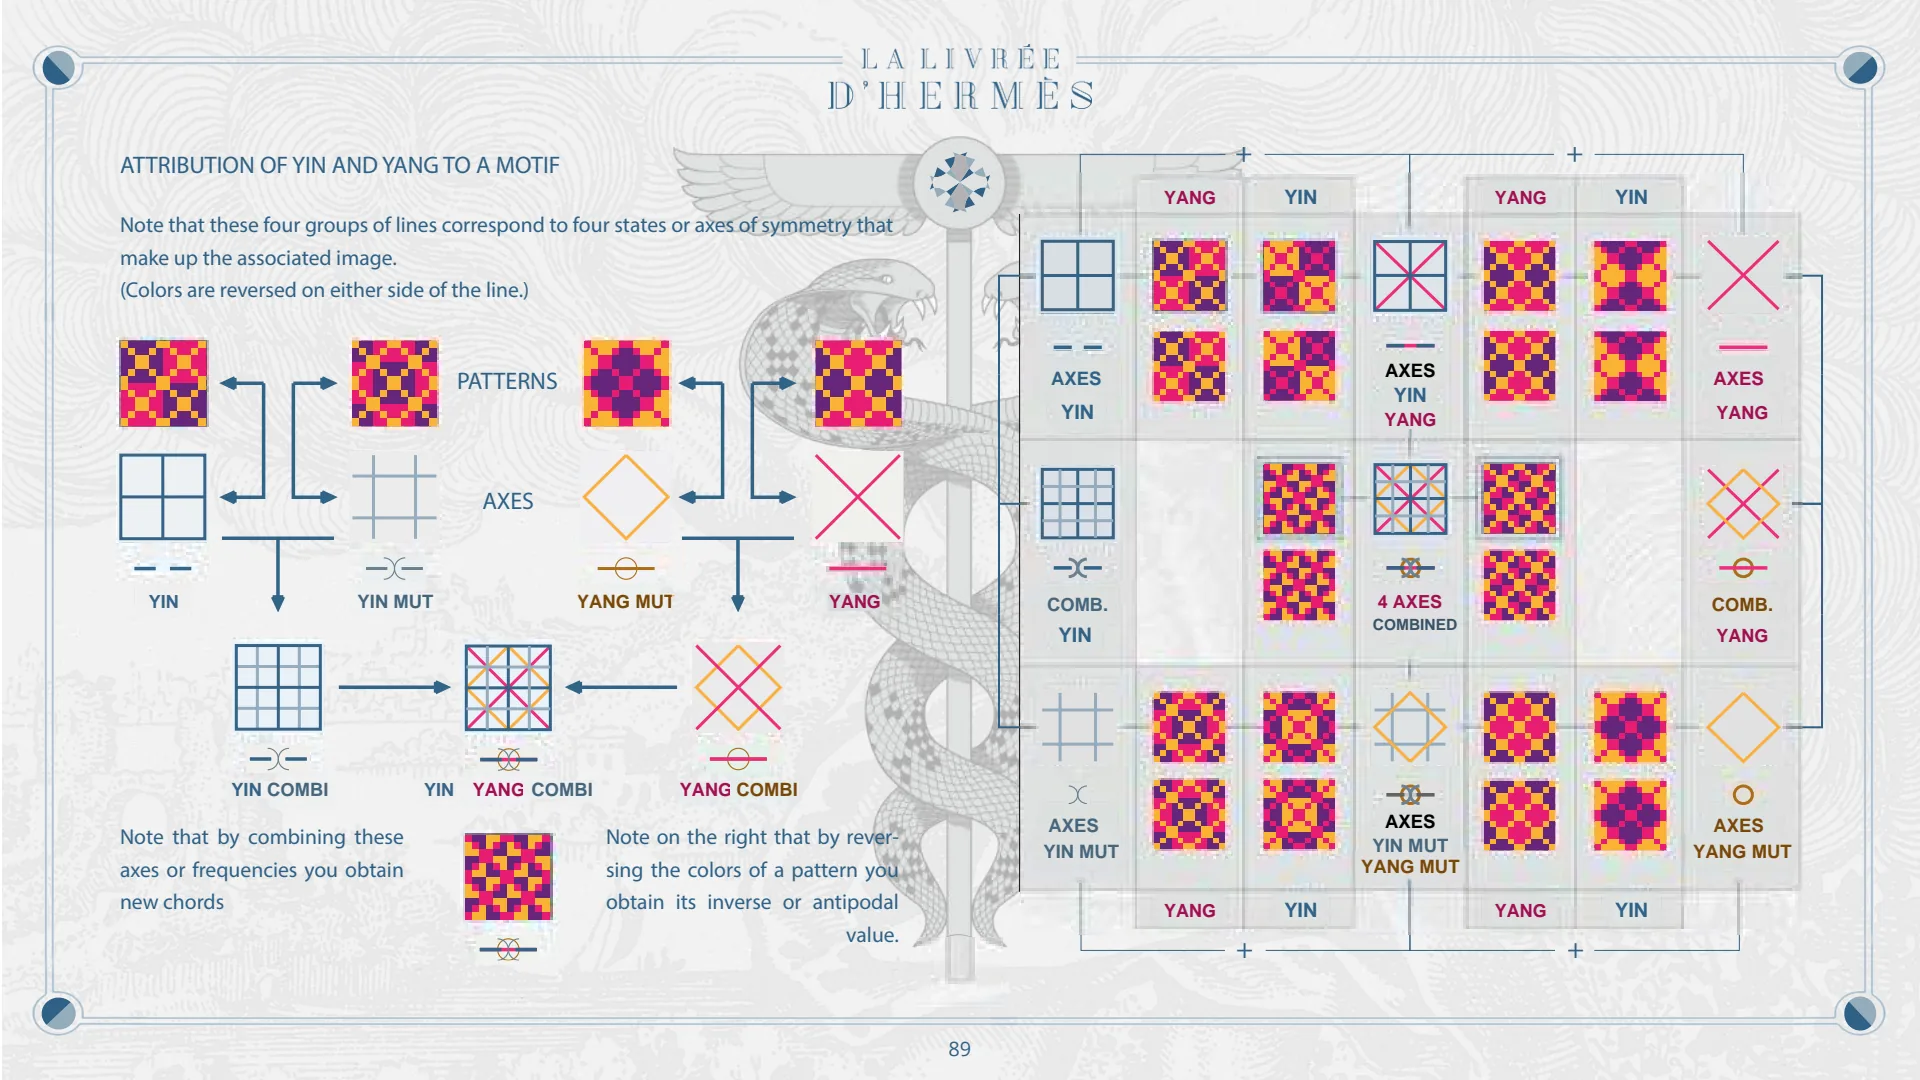 LA LIVRÉE
D'HERMÈS
ATTRIBUTION OF YIN AND YANG TO A MOTIF
Note that these four groups of lines correspond to four states or axes of symmetry that
make up the associated image.
(Colors are reversed on either side of the line.)
PATTERNS
AXES
YIN
YIN MUT
YANG MUT
YANG
YIN COMBI
YIN YANG COMBI
YANG COMBI
Note that by combining these
axes or frequencies you obtain
new chords
Note on the right that by rever-
sing the colors of a pattern you
obtain its inverse or antipodal
value.
+ +
YANG YIN YANG YIN
AXES
YIN
AXES
YIN
YANG
AXES
YANG
COMB.
YIN
4 AXES
COMBINED
COMB.
YANG
AXES
YIN MUT
AXES
YIN MUT
YANG MUT
AXES
YANG MUT
YANG YIN YANG YIN
+ +
89